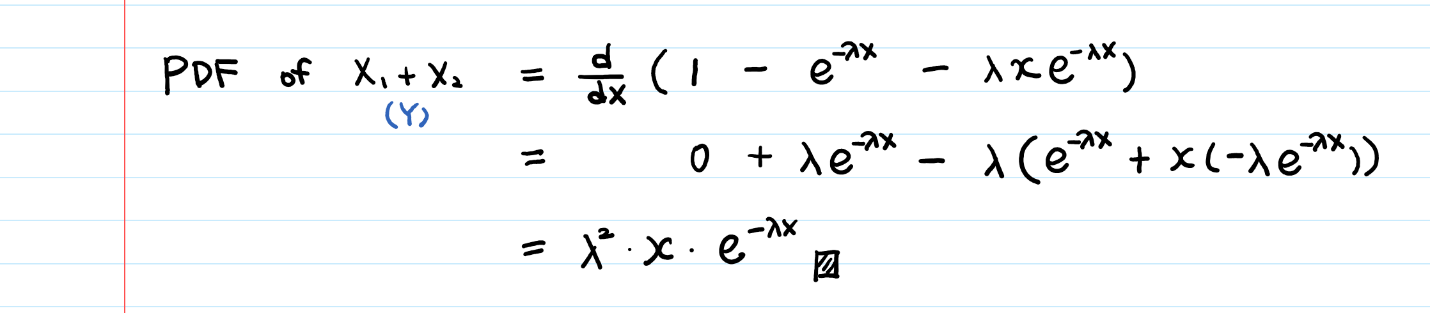 PDF of X₁ + X₂ = d/dx (1 - e^{-λx} - λxe^{-λx})
(Y)
= 0 + λe^{-λx} - λ(e^{-λx} + x(-λe^{-λx}))
= λ² · x · e^{-λx}